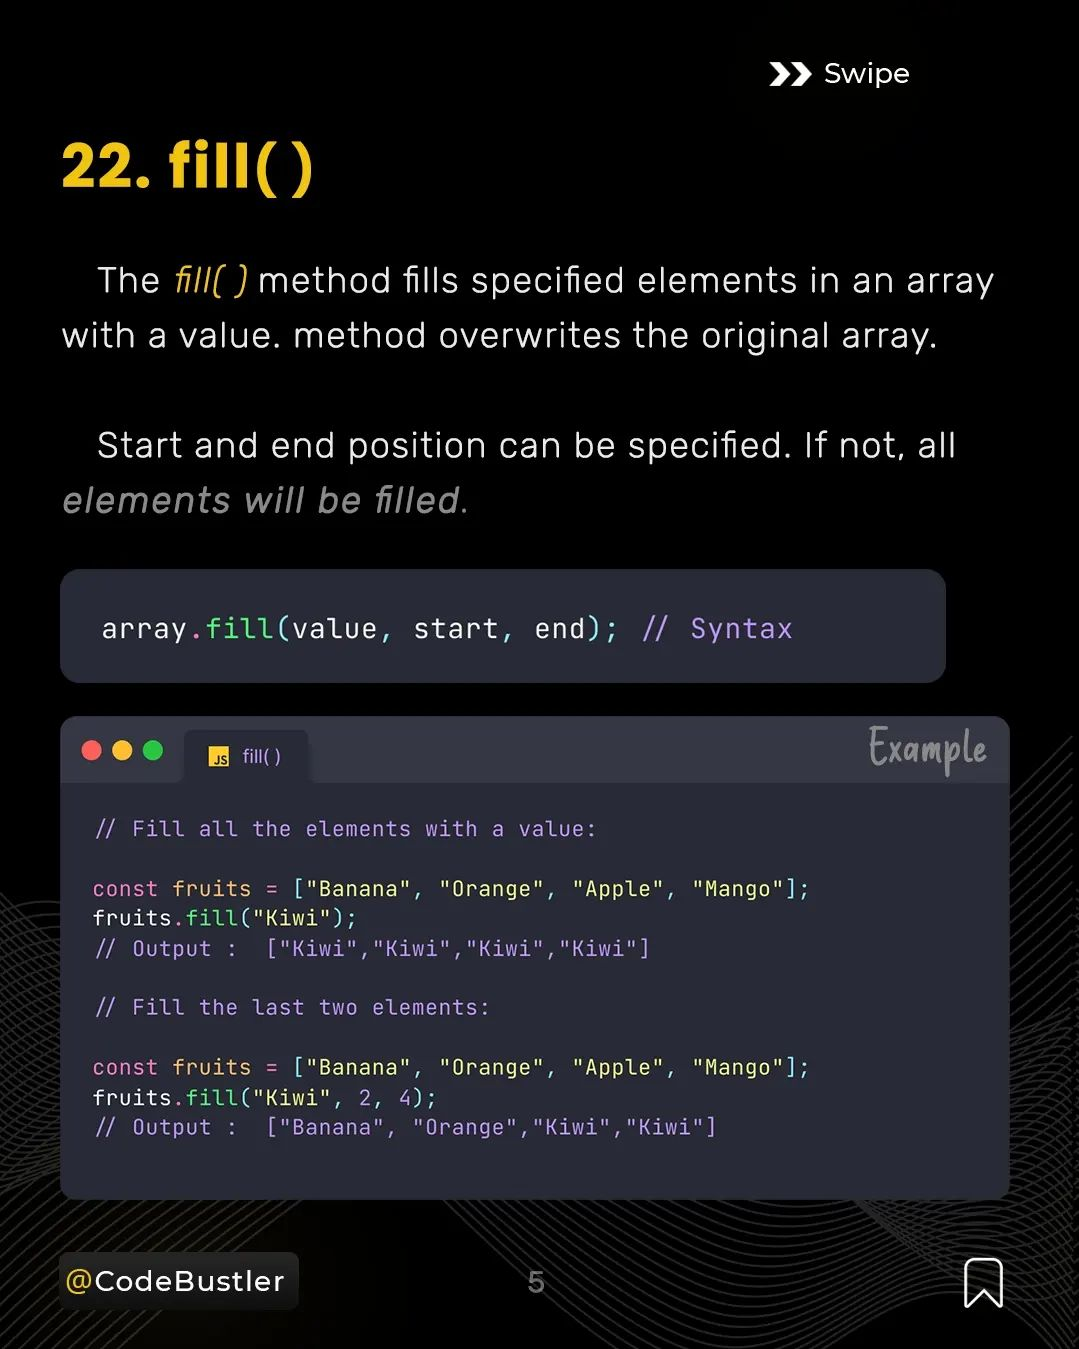 Swipe
22. fill( )
The fill( ) method fills specified elements in an array
with a value. method overwrites the original array.
Start and end position can be specified. If not, all
elements will be filled.
array.fill(value, start, end); // Syntax
JS fill( )
Example
// Fill all the elements with a value:
const fruits = ["Banana", "Orange", "Apple", "Mango"];
fruits.fill("Kiwi");
// Output :  ["Kiwi","Kiwi","Kiwi","Kiwi"]
// Fill the last two elements:
const fruits = ["Banana", "Orange", "Apple", "Mango"];
fruits.fill("Kiwi", 2, 4);
// Output :  ["Banana", "Orange","Kiwi","Kiwi"]
@CodeBustler
5